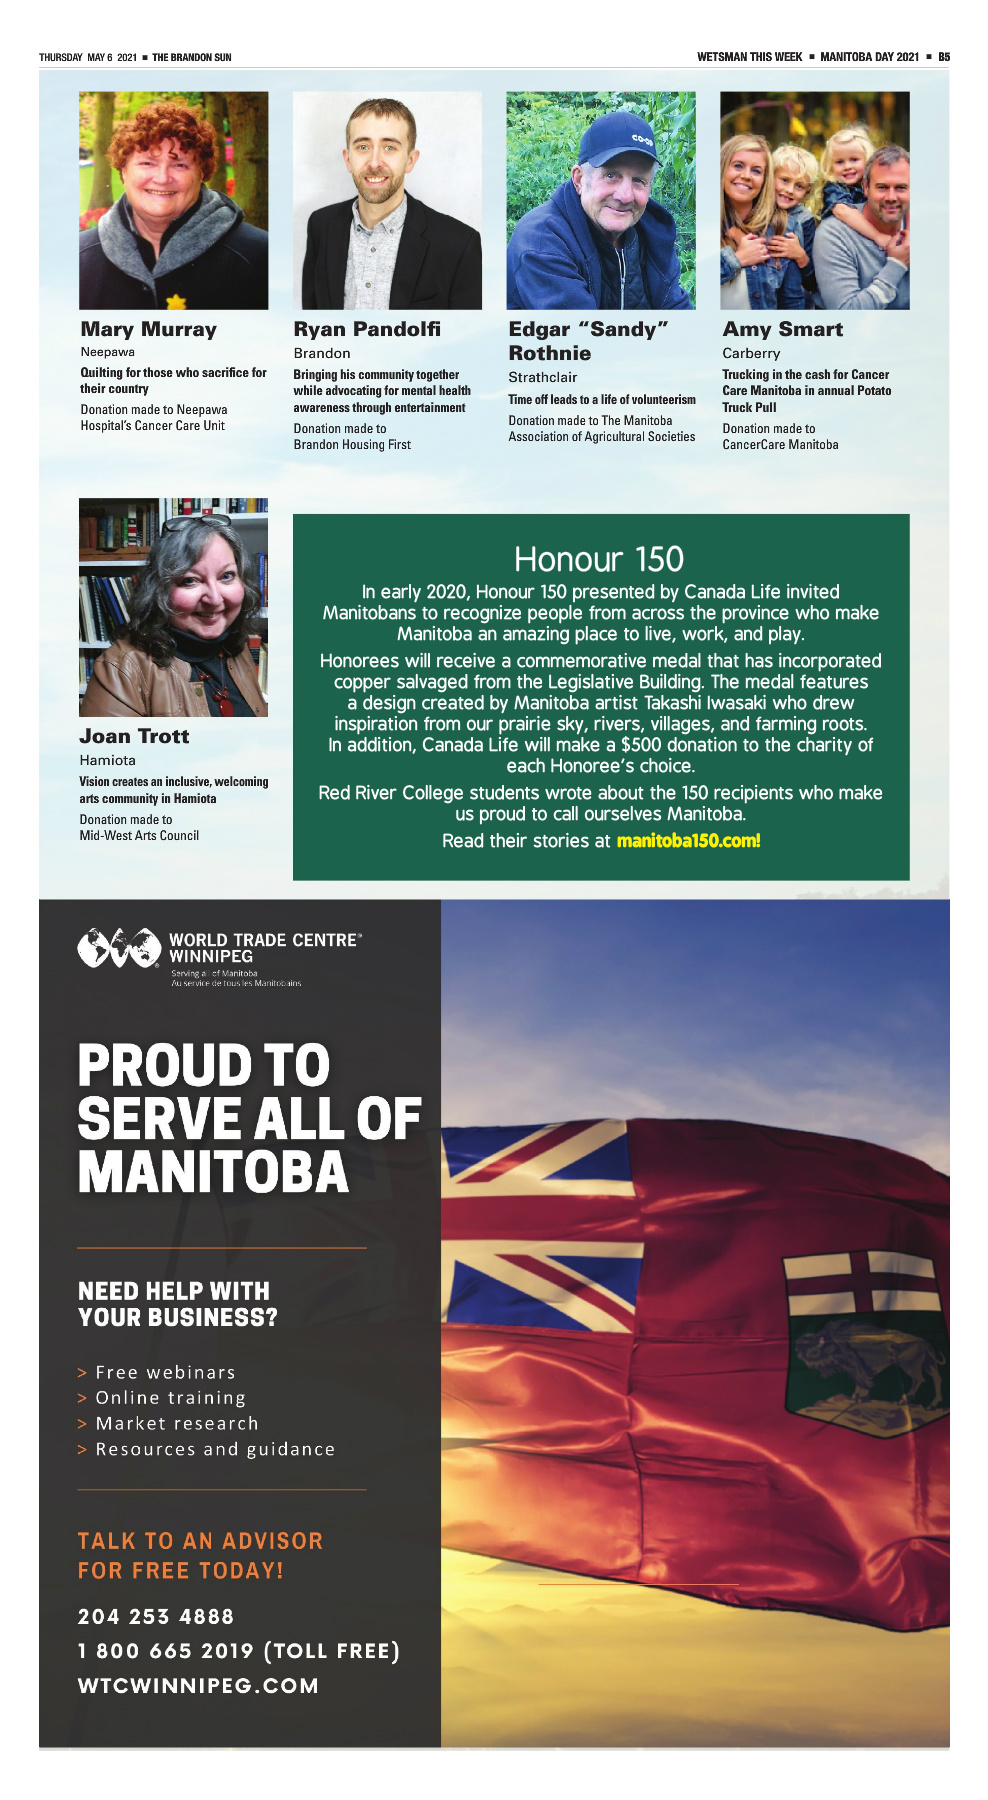 THURSDAY MAY 6 2021 ■ THE BRANDON SUN
WETSMAN THIS WEEK ■ MANITOBA DAY 2021 ■ B5
CO-OP
Mary Murray
Neepawa
Quilting for those who sacrifice for
their country
Donation made to Neepawa
Hospital's Cancer Care Unit
Ryan Pandolfi
Brandon
Bringing his community together
while advocating for mental health
awareness through entertainment
Donation made to
Brandon Housing First
Edgar “Sandy”
Rothnie
Strathclair
Time off leads to a life of volunteerism
Donation made to The Manitoba
Association of Agricultural Societies
Amy Smart
Carberry
Trucking in the cash for Cancer
Care Manitoba in annual Potato
Truck Pull
Donation made to
CancerCare Manitoba
Joan Trott
Hamiota
Vision creates an inclusive, welcoming
arts community in Hamiota
Donation made to
Mid-West Arts Council
Honour 150
In early 2020, Honour 150 presented by Canada Life invited
Manitobans to recognize people from across the province who make
Manitoba an amazing place to live, work, and play.
Honorees will receive a commemorative medal that has incorporated
copper salvaged from the Legislative Building. The medal features
a design created by Manitoba artist Takashi Iwasaki who drew
inspiration from our prairie sky, rivers, villages, and farming roots.
In addition, Canada Life will make a $500 donation to the charity of
each Honoree's choice.
Red River College students wrote about the 150 recipients who make
us proud to call ourselves Manitoba.
Read their stories at manitoba150.com!
WORLD TRADE CENTRE®
WINNIPEG
Serving all of Manitoba
Au service de tous les Manitobains
PROUD TO
SERVE ALL OF
MANITOBA
NEED HELP WITH
YOUR BUSINESS?
> Free webinars
> Online training
> Market research
> Resources and guidance
TALK TO AN ADVISOR
FOR FREE TODAY!
204 253 4888
1 800 665 2019 (TOLL FREE)
WTCWINNIPEG.COM